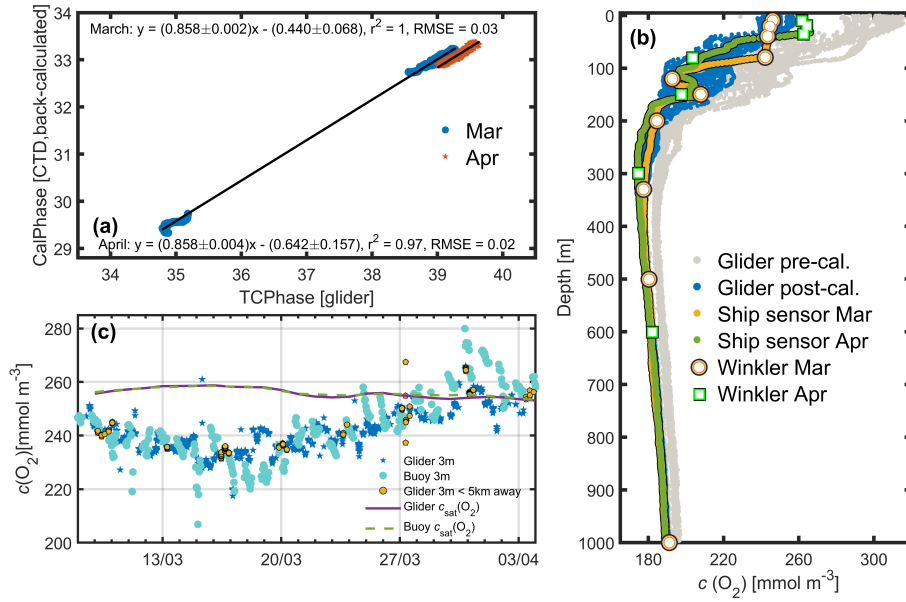 March: y = (0.858±0.002)x - (0.440±0.068), r² = 1, RMSE = 0.03
CalPhase [CTD,back-calculated]
33
32
31
30
29
Mar
Apr
(a)
April: y = (0.858±0.004)x - (0.642±0.157), r² = 0.97, RMSE = 0.02
34
35
36
37
38
39
40
TCPhase [glider]
(b)
Depth [m]
0
100
200
300
400
500
600
700
800
900
1000
Glider pre-cal.
Glider post-cal.
Ship sensor Mar
Ship sensor Apr
Winkler Mar
Winkler Apr
180
220
260
300
c (O₂) [mmol m⁻³]
(c)
c(O₂)[mmol m⁻³]
280
260
240
220
200
Glider 3m
Buoy 3m
Glider 3m < 5km away
Glider c_sat(O₂)
Buoy c_sat(O₂)
13/03
20/03
27/03
03/04